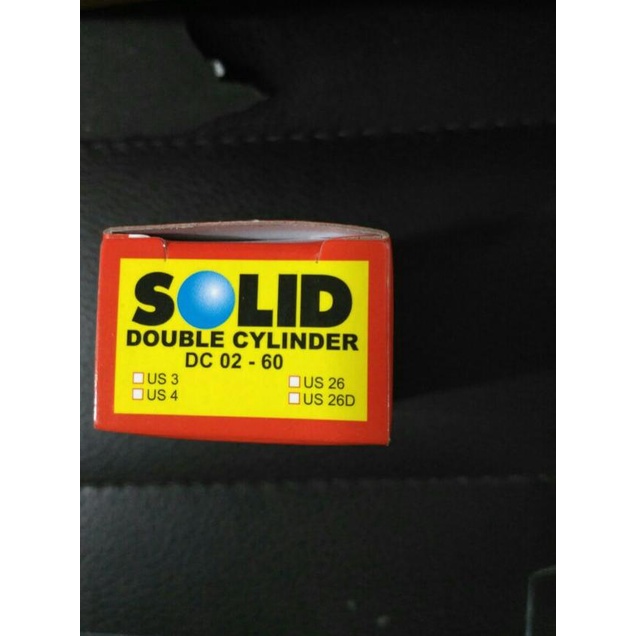 SOLID
DOUBLE CYLINDER
DC 02 - 60
US 3
US 26
US 4
US 26D